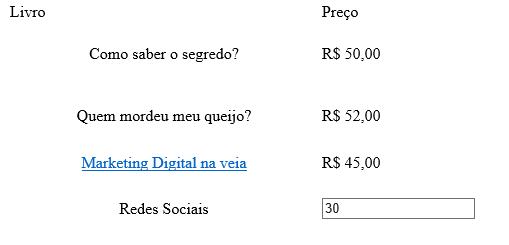 Livro Preço
Como saber o segredo? R$ 50,00
Quem mordeu meu queijo? R$ 52,00
Marketing Digital na veia R$ 45,00
Redes Sociais 30